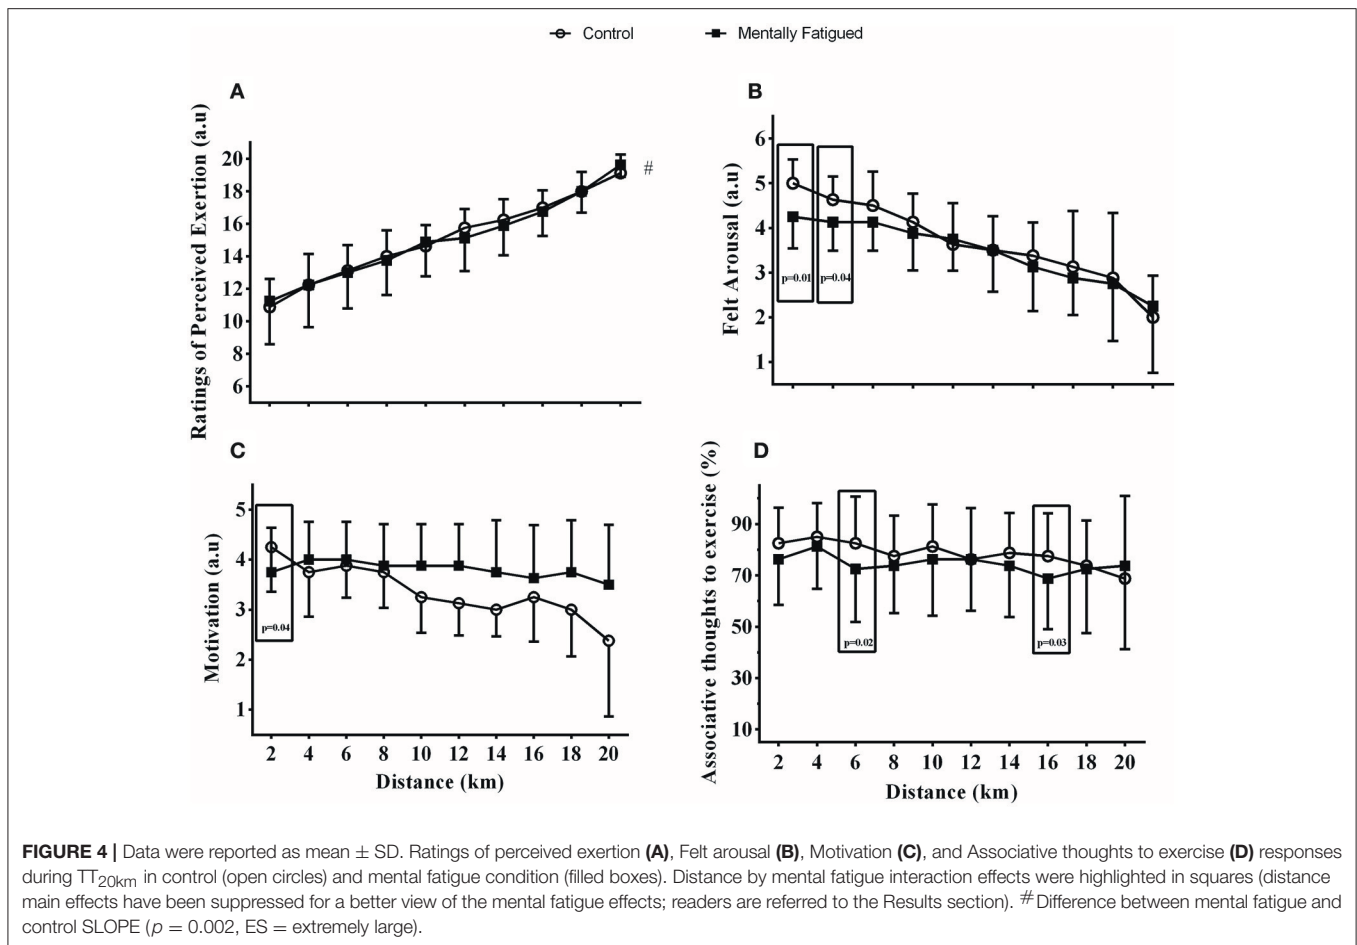 Control Mentally Fatigued
A
Ratings of Perceived Exertion (a.u)
20
18
16
14
12
10
8
6
#
B
Felt Arousal (a.u)
6
5
4
3
2
1
p=0.01 p=0.04
C
Motivation (a.u)
5
4
3
2
1
p=0.04
2 4 6 8 10 12 14 16 18 20
Distance (km)
D
Associative thoughts to exercise (%)
90
70
50
30
10
p=0.02 p=0.03
2 4 6 8 10 12 14 16 18 20
Distance (km)
FIGURE 4 | Data were reported as mean ± SD. Ratings of perceived exertion (A), Felt arousal (B), Motivation (C), and Associative thoughts to exercise (D) responses
during TT20km in control (open circles) and mental fatigue condition (filled boxes). Distance by mental fatigue interaction effects were highlighted in squares (distance
main effects have been suppressed for a better view of the mental fatigue effects; readers are referred to the Results section). #Difference between mental fatigue and
control SLOPE (p = 0.002, ES = extremely large).